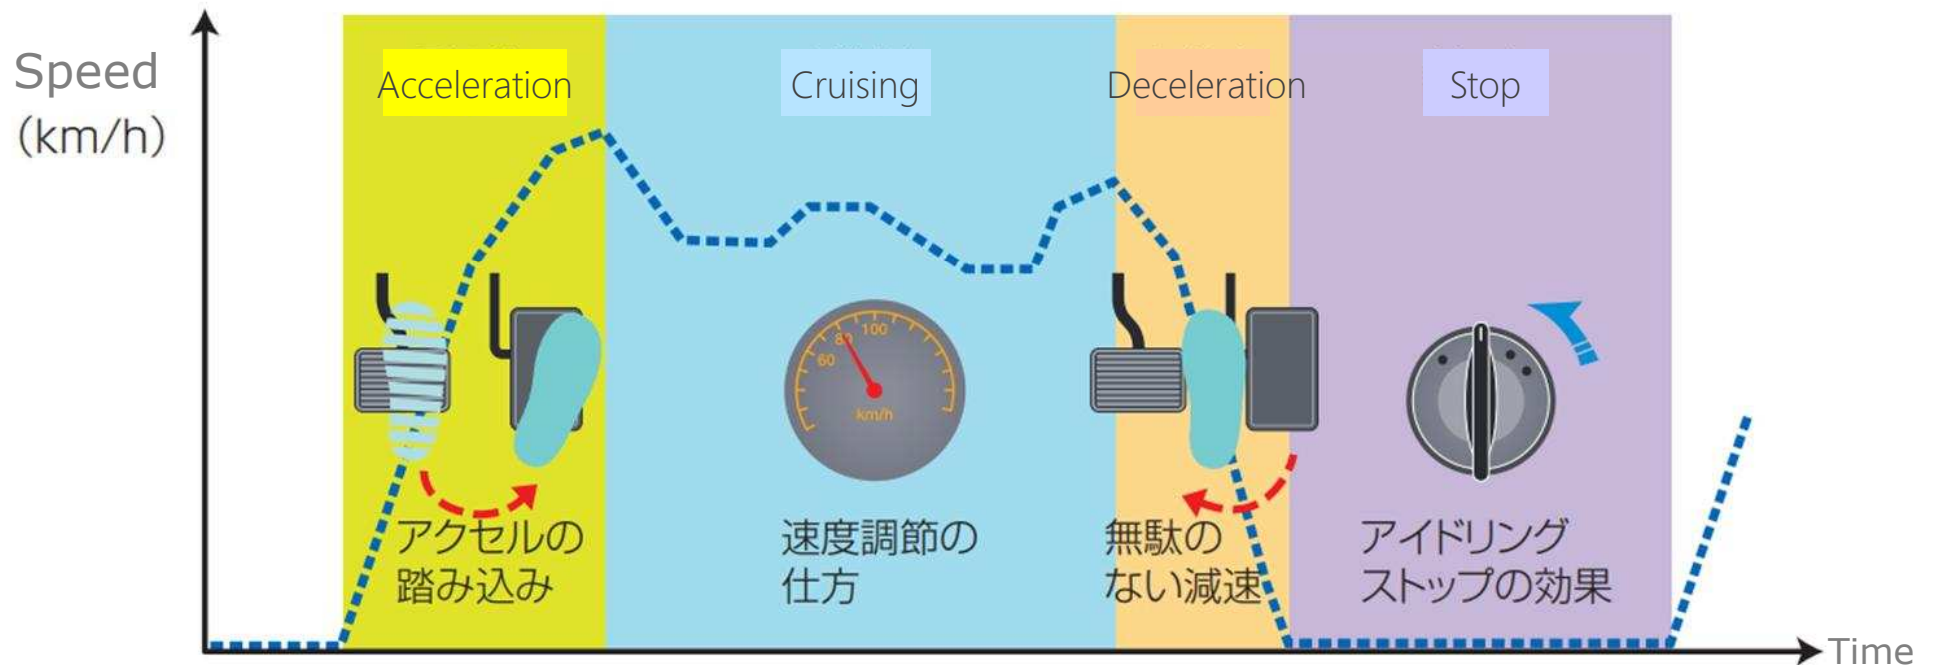 Speed
(km/h)
Acceleration
Cruising
Deceleration
Stop
60
80
100
km/h
アクセルの
踏み込み
速度調節の
仕方
無駄の
ない減速
アイドリング
ストップの効果
Time